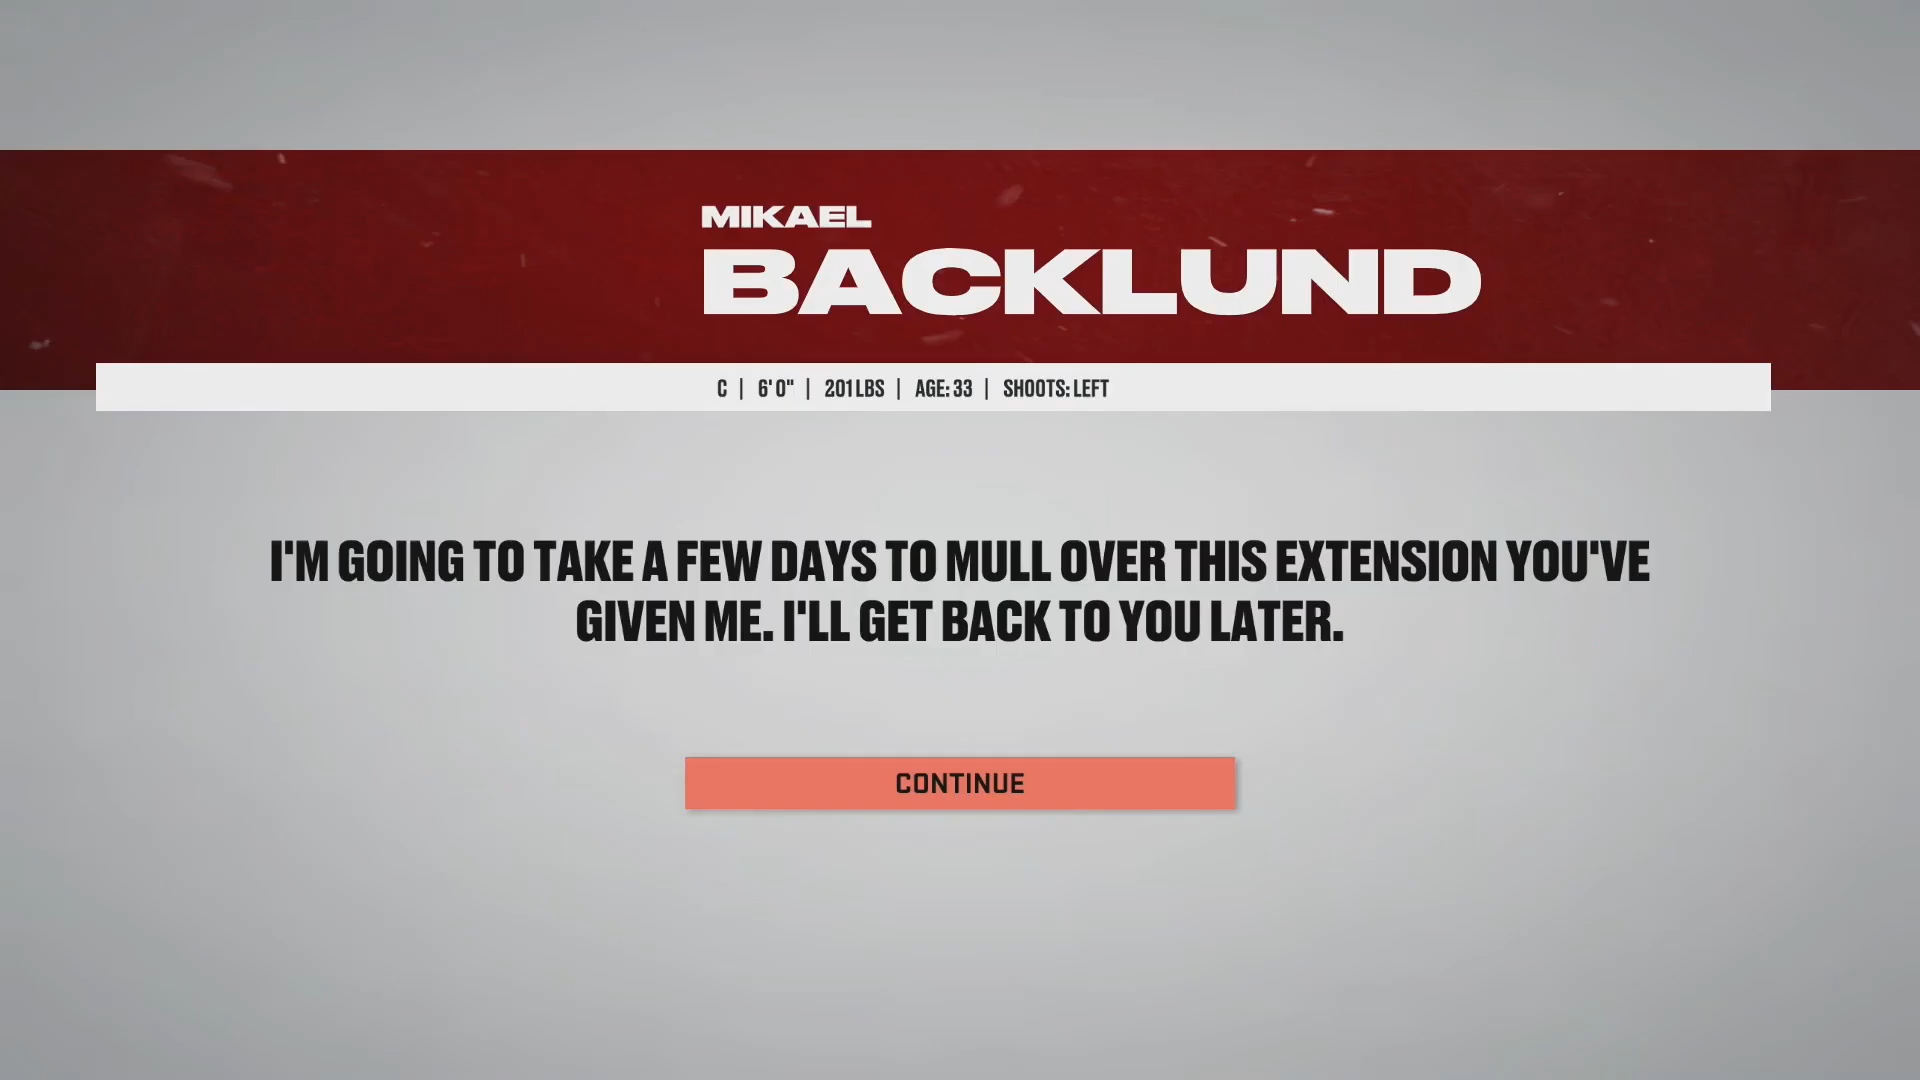 MIKAEL
BACKLUND
C | 6' 0" | 201 LBS | AGE: 33 | SHOOTS: LEFT
I'M GOING TO TAKE A FEW DAYS TO MULL OVER THIS EXTENSION YOU'VE
GIVEN ME. I'LL GET BACK TO YOU LATER.
CONTINUE